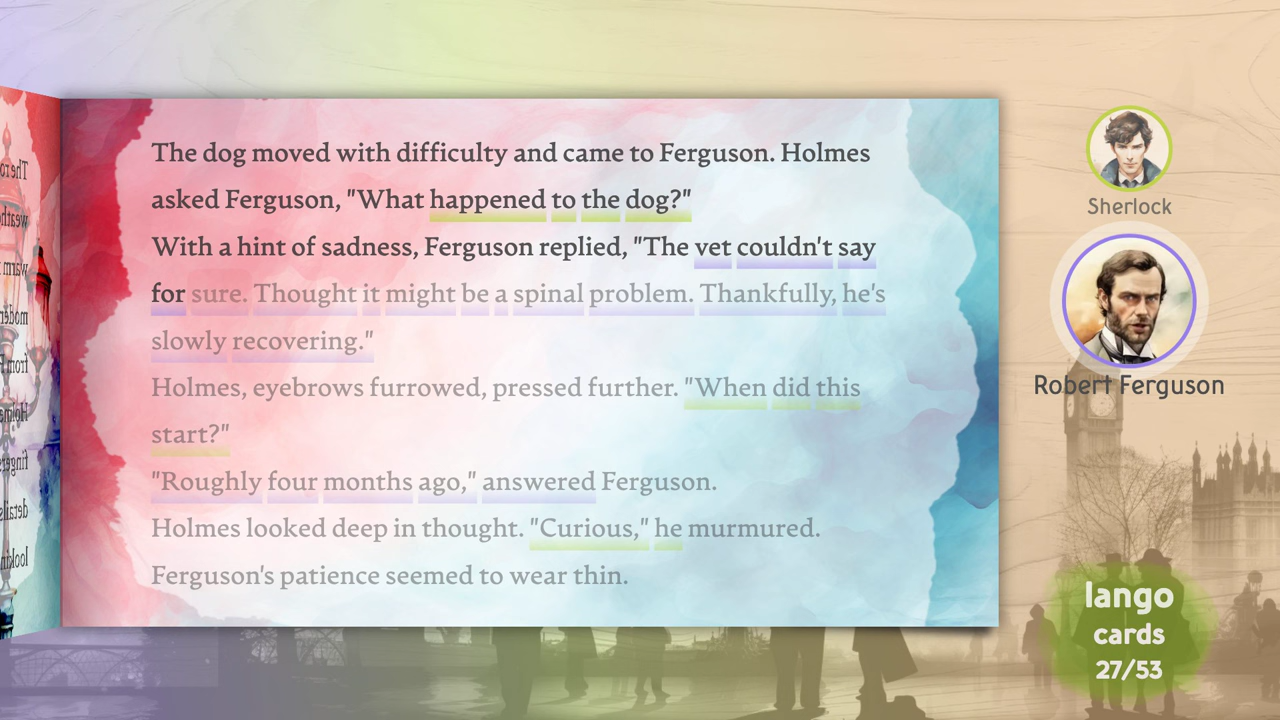 The dog moved with difficulty and came to Ferguson. Holmes
asked Ferguson, "What happened to the dog?"
With a hint of sadness, Ferguson replied, "The vet couldn't say
for sure. Thought it might be a spinal problem. Thankfully, he's
slowly recovering."
Holmes, eyebrows furrowed, pressed further. "When did this
start?"
"Roughly four months ago," answered Ferguson.
Holmes looked deep in thought. "Curious," he murmured.
Ferguson's patience seemed to wear thin.
Sherlock
Robert Ferguson
lango
cards
27/53